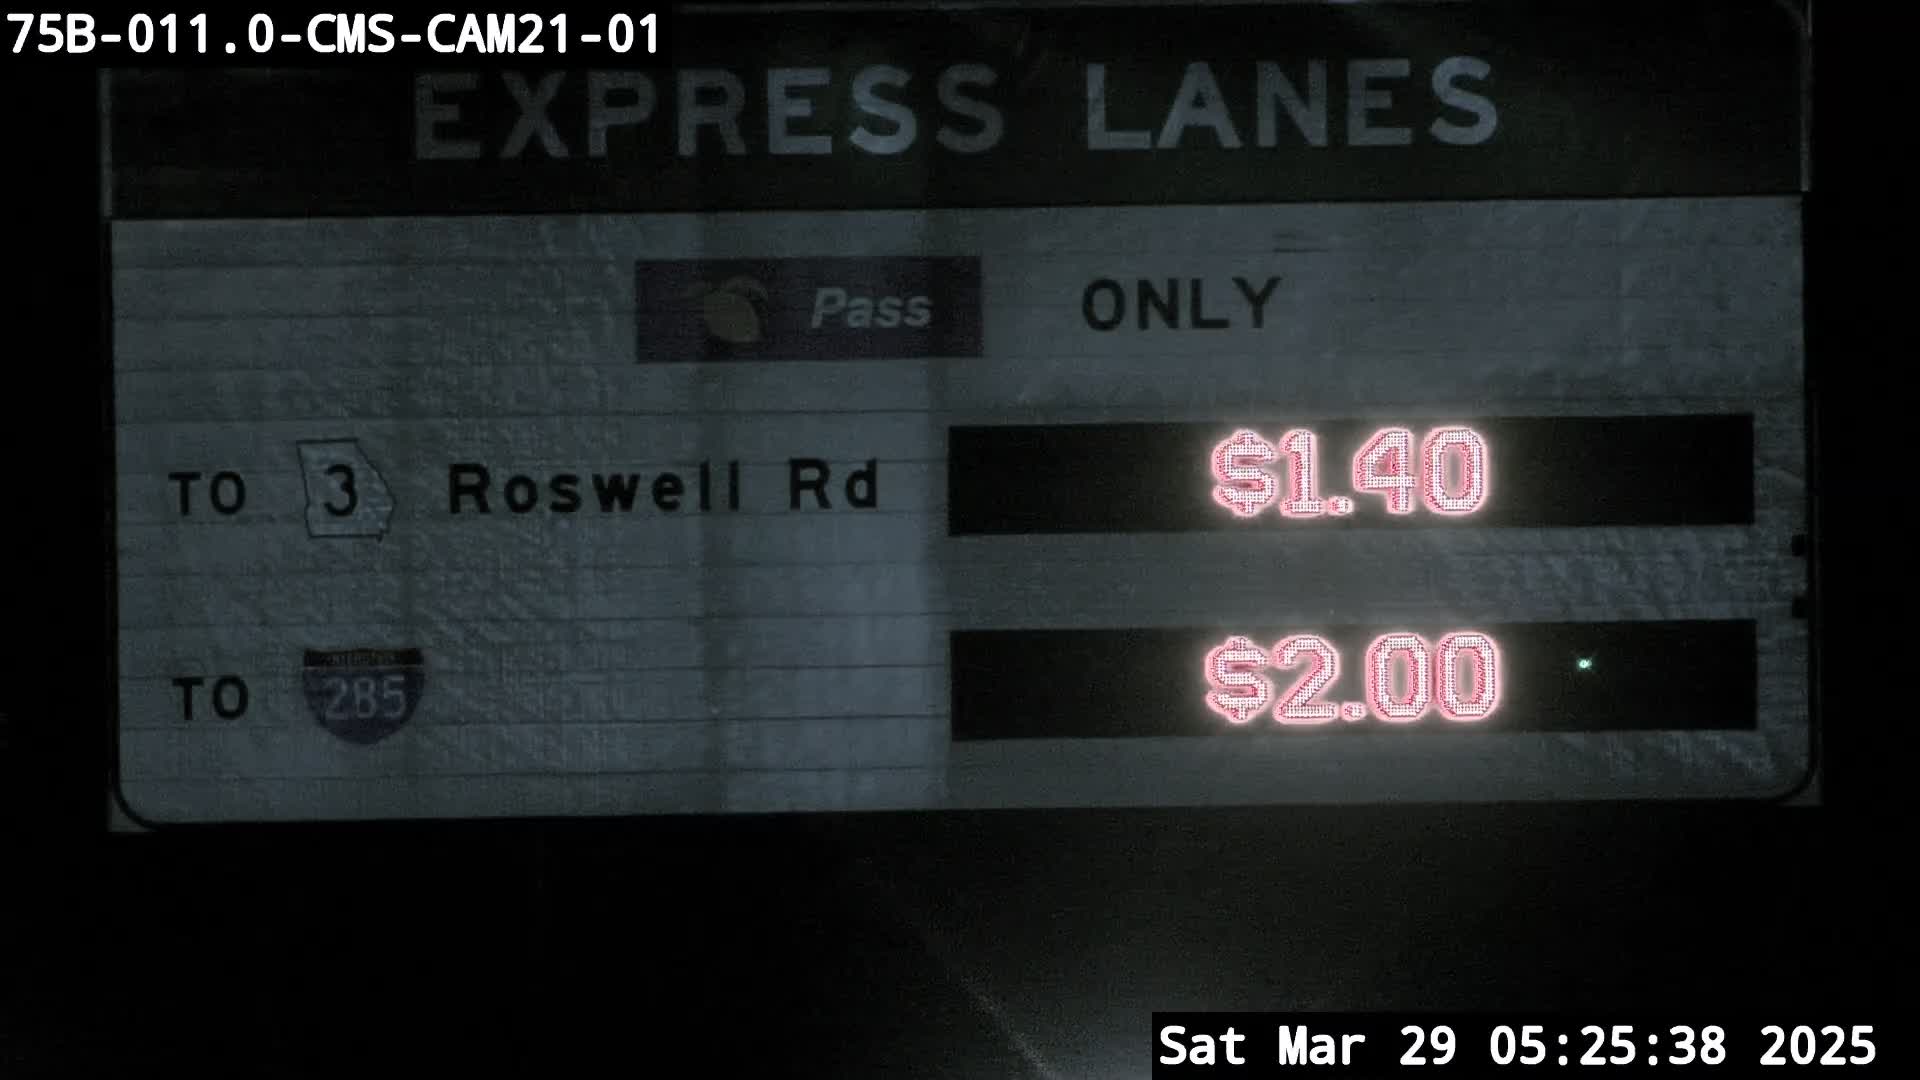 75B-011.0-CMS-CAM21-01
EXPRESS LANES
Pass ONLY
TO 3 Roswell Rd $1.40
TO 285 $2.00
Sat Mar 29 05:25:38 2025